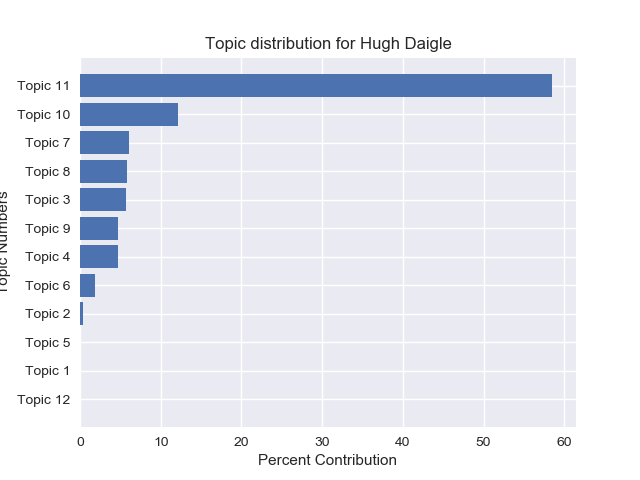 Topic distribution for Hugh Daigle
Topic 11
Topic 10
Topic 7
Topic 8
Topic 3
Topic 9
Topic 4
Topic 6
Topic 2
Topic 5
Topic 1
Topic 12
Topic Numbers
0 10 20 30 40 50 60
Percent Contribution